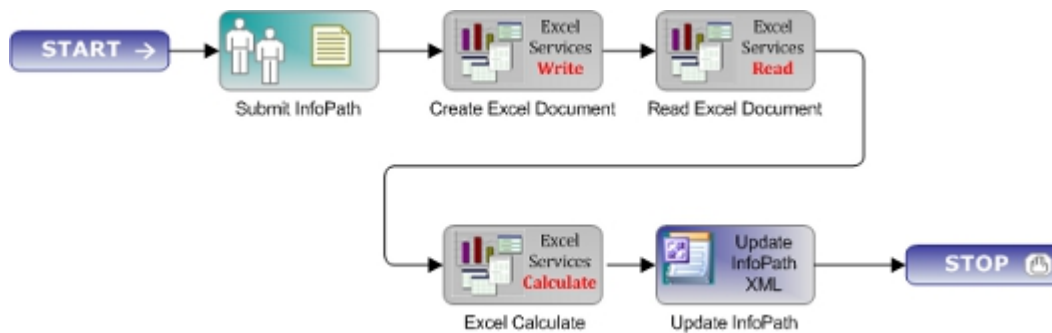 START →
Excel
Services
Write
Excel
Services
Read
Submit InfoPath
Create Excel Document
Read Excel Document
Excel
Services
Calculate
Update
InfoPath
XML
STOP
Excel Calculate
Update InfoPath